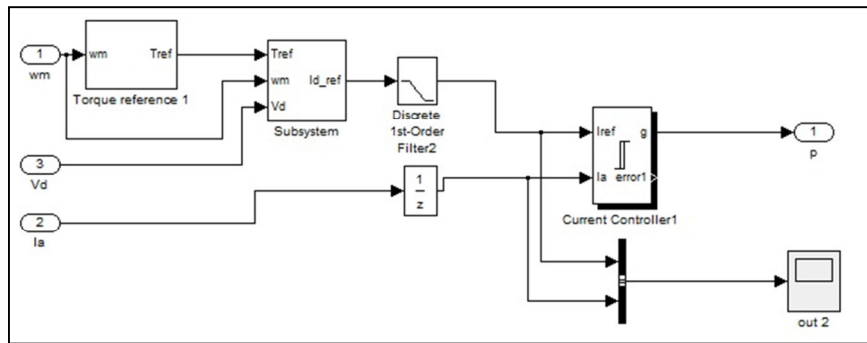 1
wm
wm
Tref
Torque reference 1
Tref
wm
Vd
Id_ref
Subsystem
Discrete
1st-Order
Filter2
3
Vd
2
Ia
1
z
Iref
g
Ia
error1
Current Controller1
1
p
out 2